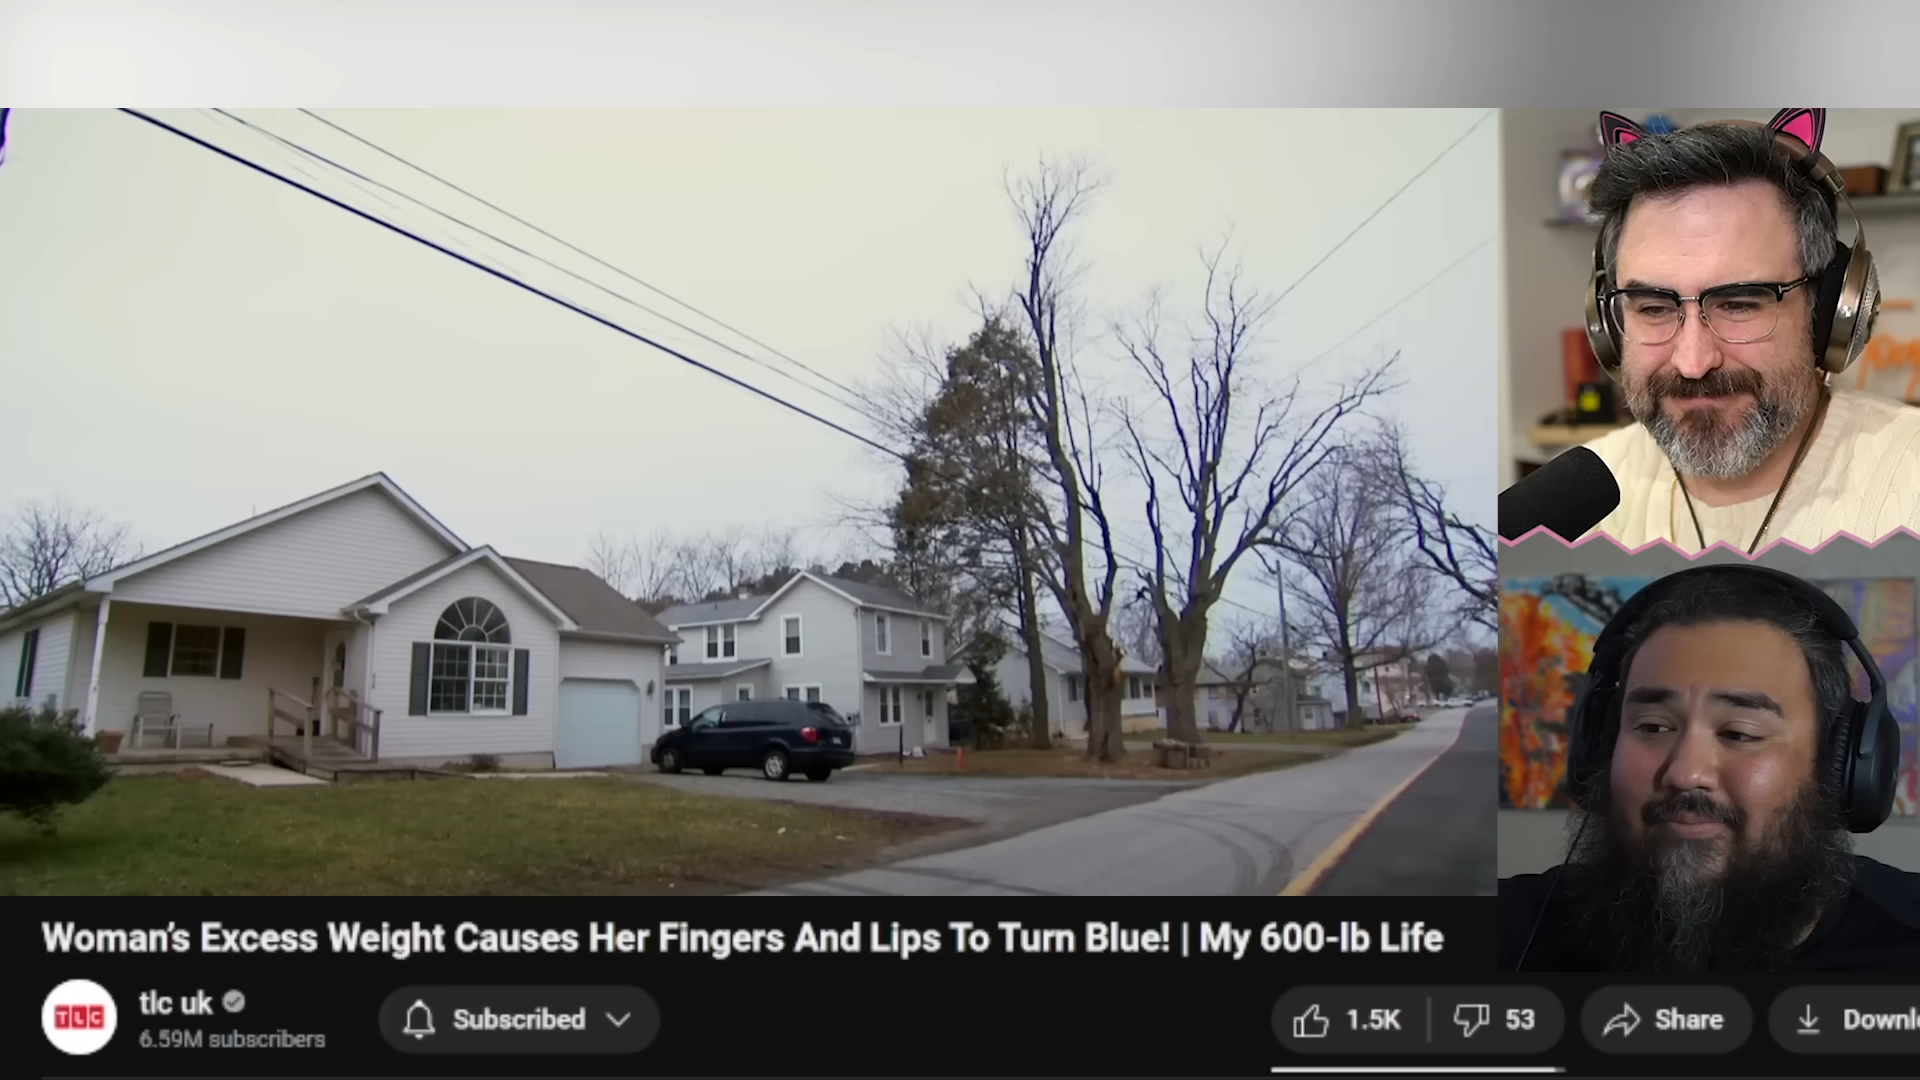 Woman's Excess Weight Causes Her Fingers And Lips To Turn Blue! | My 600-lb Life
TLC
tlc uk
6.59M subscribers
Subscribed
1.5K
53
Share
Downl